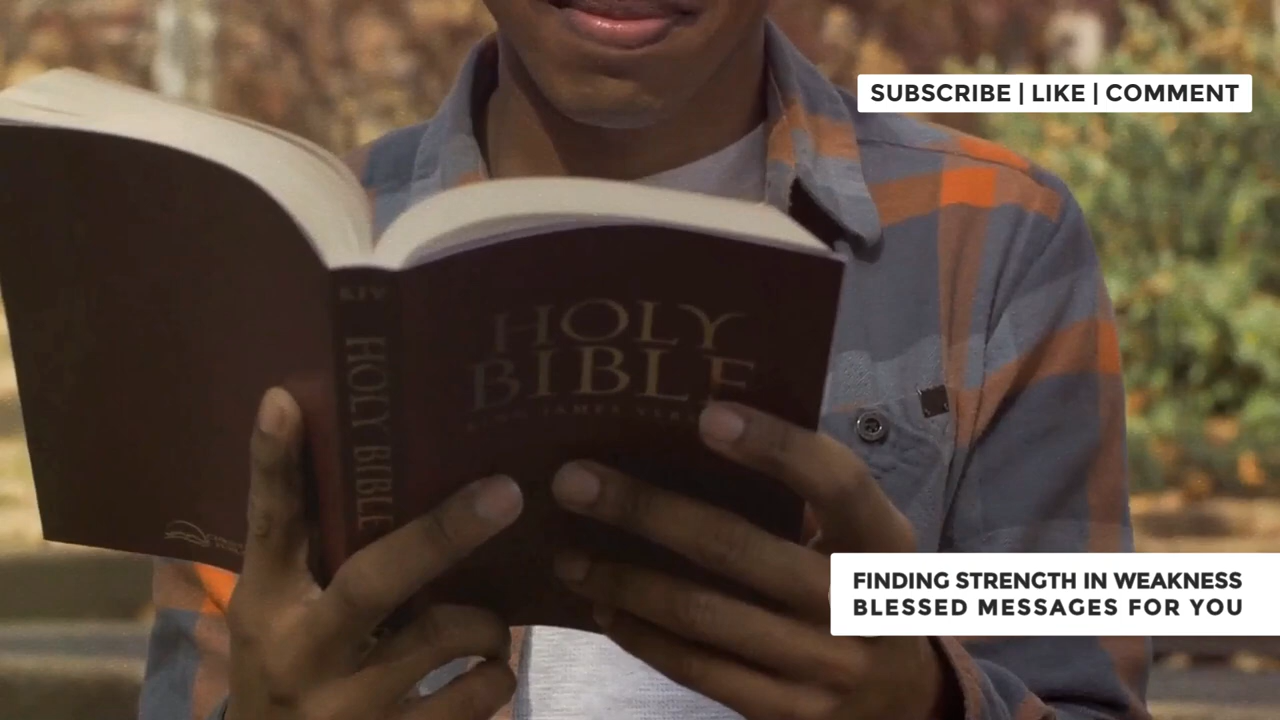 SUBSCRIBE | LIKE | COMMENT
KJV
HOLY BIBLE
HOLY
BIBLE
FINDING STRENGTH IN WEAKNESS
BLESSED MESSAGES FOR YOU